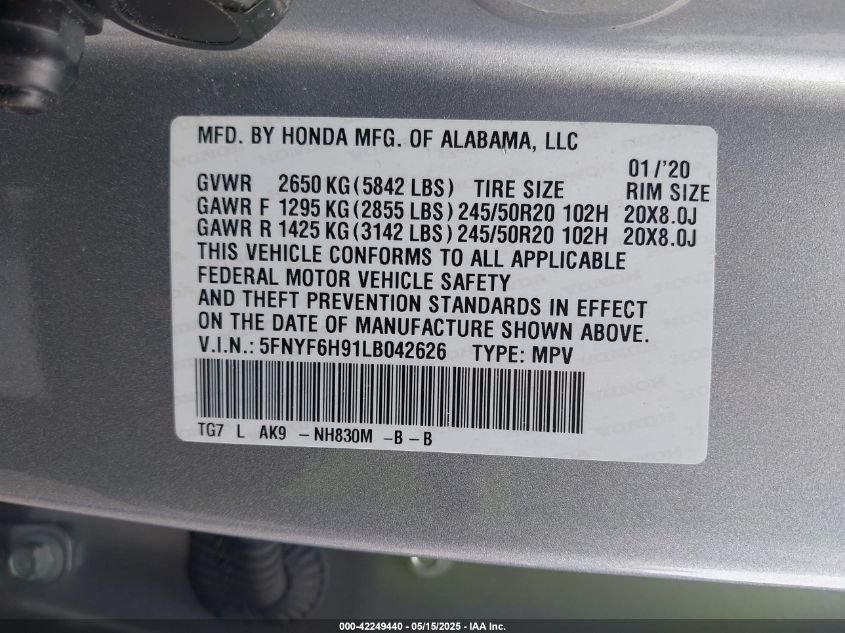 MFD. BY HONDA MFG. OF ALABAMA, LLC
01/'20
GVWR 2650 KG (5842 LBS) TIRE SIZE RIM SIZE
GAWR F 1295 KG (2855 LBS) 245/50R20 102H 20X8.0J
GAWR R 1425 KG (3142 LBS) 245/50R20 102H 20X8.0J
THIS VEHICLE CONFORMS TO ALL APPLICABLE
FEDERAL MOTOR VEHICLE SAFETY
AND THEFT PREVENTION STANDARDS IN EFFECT
ON THE DATE OF MANUFACTURE SHOWN ABOVE.
V.I.N.: 5FNYF6H91LB042626 TYPE: MPV
TG7 L AK9 -NH830M -B-B
000-42249440 - 05/15/2025 - IAA Inc.